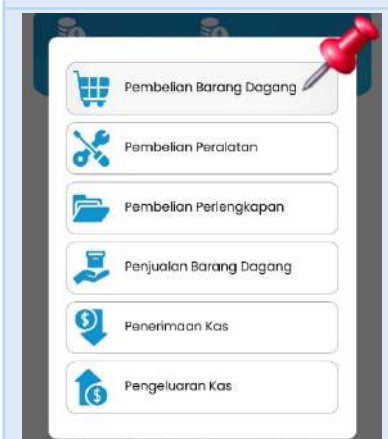 Pembelian Barang Dagang
Pembelian Peralatan
Pembelian Perlengkapan
Penjualan Barang Dagang
Penerimaan Kas
Pengeluaran Kas